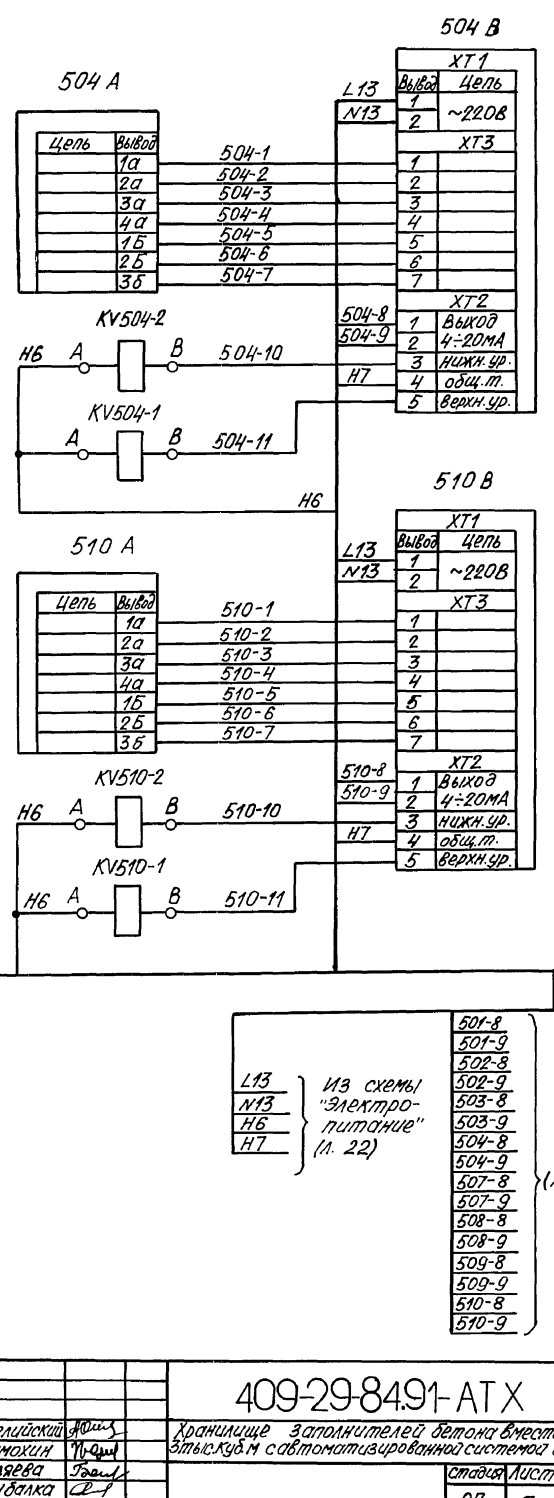 504 В
ХТ1
Вывод Цепь
1 ~220В
2
ХТ3
1
2
3
4
5
6
7
ХТ2
1 Выход
2 4÷20мА
3 нижн.ур.
4 общ.т.
5 верхн.ур.
L13
N13
504 А
Цепь Вывод
1а
2а
3а
4а
1Б
2Б
3Б
504-1
504-2
504-3
504-4
504-5
504-6
504-7
504-8
504-9
Н7
KV504-2
Н6 А В 504-10
KV504-1
А В 504-11
Н6
510 В
ХТ1
Вывод Цепь
1 ~220В
2
ХТ3
1
2
3
4
5
6
7
ХТ2
1 Выход
2 4÷20мА
3 нижн.ур.
4 общ.т.
5 верхн.ур.
L13
N13
510 А
Цепь Вывод
1а
2а
3а
4а
1Б
2Б
3Б
510-1
510-2
510-3
510-4
510-5
510-6
510-7
510-8
510-9
Н7
KV510-2
Н6 А В 510-10
KV510-1
Н6 А В 510-11
L13
N13
Н6
Н7
Из схемы
"Электро-
питание"
(л. 22)
501-8
501-9
502-8
502-9
503-8
503-9
504-8
504-9
507-8
507-9
508-8
508-9
509-8
509-9
510-8
510-9
409-29-84.91-АТХ
Хранилище заполнителей бетона вмест
3тыс.куб.м с автоматизированной системой
стадия Лист